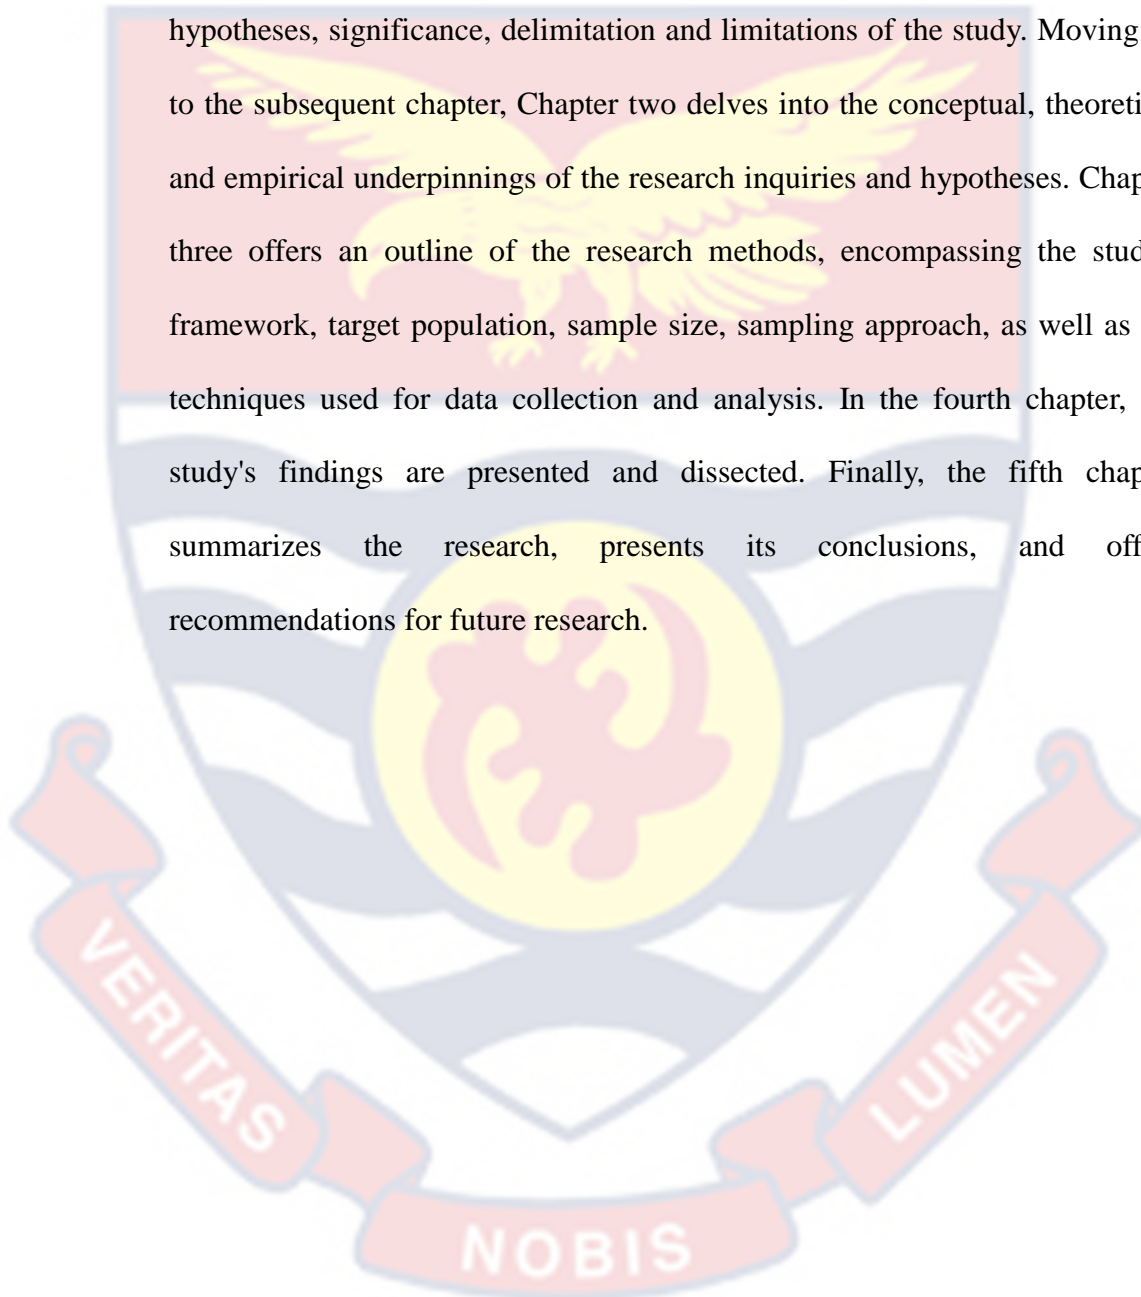 hypotheses, significance, delimitation and limitations of the study. Moving
to the subsequent chapter, Chapter two delves into the conceptual, theoreti
and empirical underpinnings of the research inquiries and hypotheses. Chap
three offers an outline of the research methods, encompassing the stud
framework, target population, sample size, sampling approach, as well as
techniques used for data collection and analysis. In the fourth chapter,
study's findings are presented and dissected. Finally, the fifth chap
summarizes the research, presents its conclusions, and off
recommendations for future research.
VERITAS
NOBIS
LUMEN